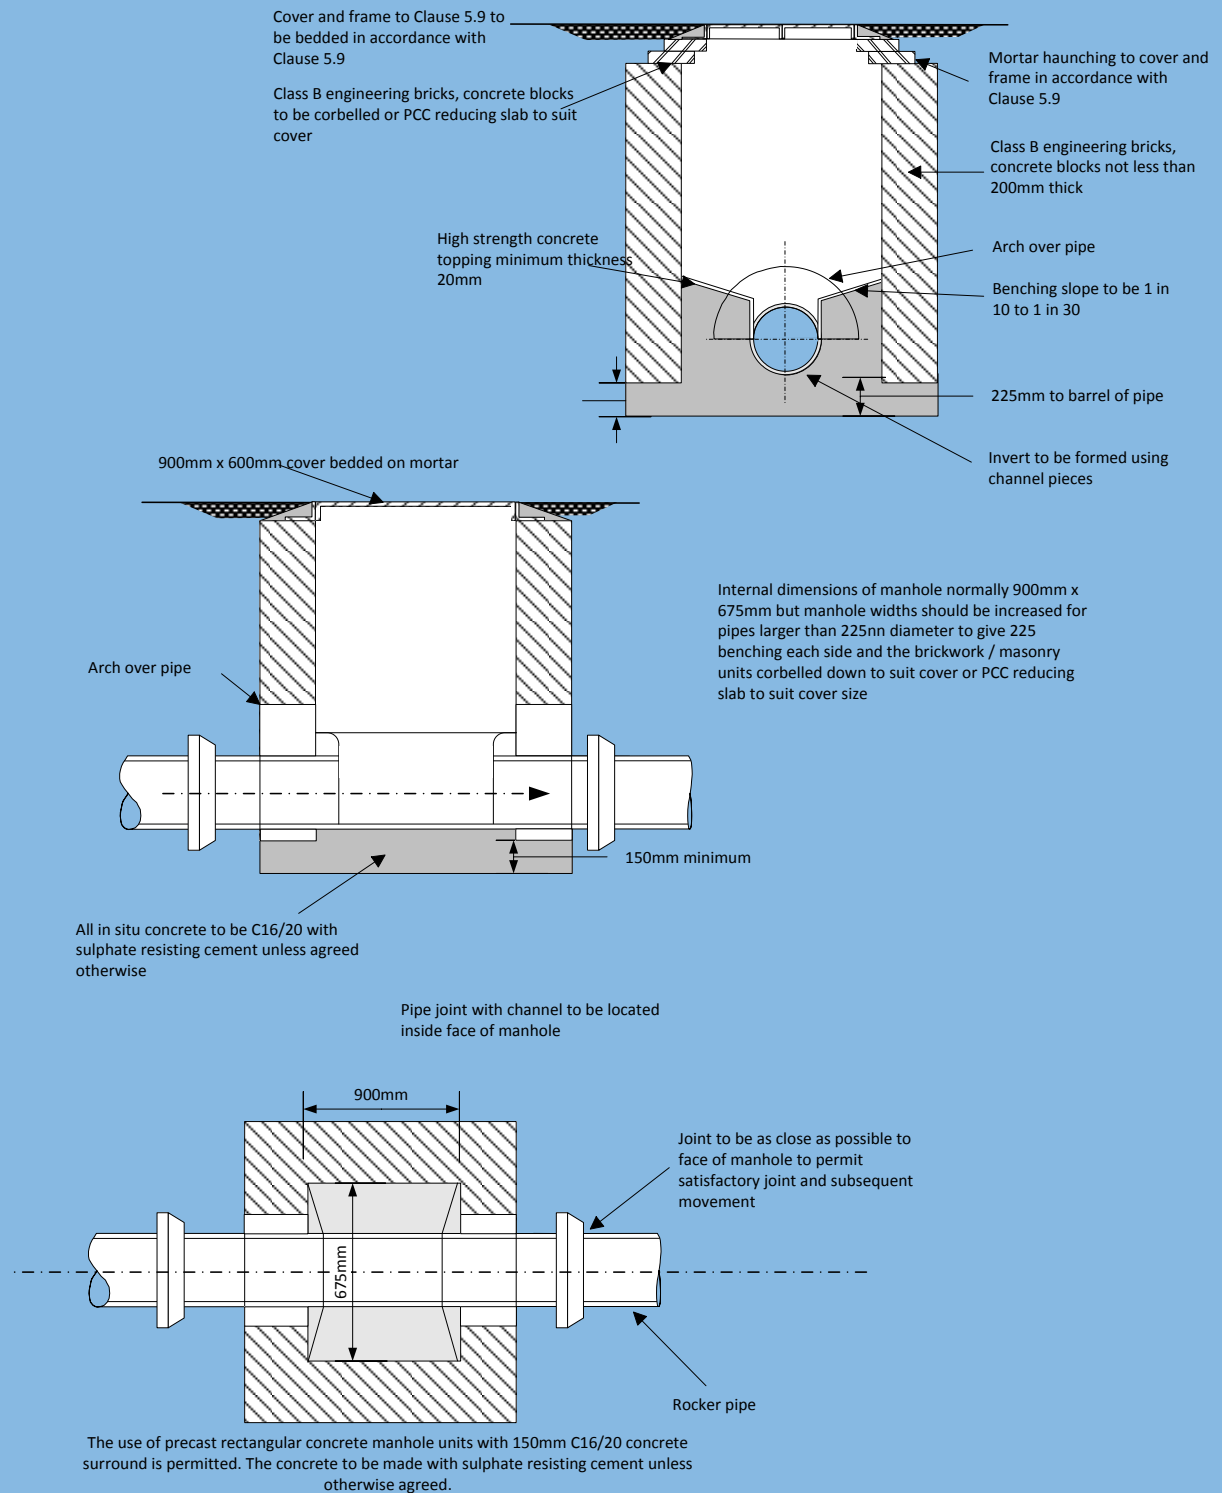 Cover and frame to Clause 5.9 to
be bedded in accordance with
Clause 5.9
Class B engineering bricks, concrete blocks
to be corbelled or PCC reducing slab to suit
cover
Mortar haunching to cover and
frame in accordance with
Clause 5.9
Class B engineering bricks,
concrete blocks not less than
200mm thick
High strength concrete
topping minimum thickness
20mm
Arch over pipe
Benching slope to be 1 in
10 to 1 in 30
225mm to barrel of pipe
Invert to be formed using
channel pieces
900mm x 600mm cover bedded on mortar
Internal dimensions of manhole normally 900mm x
675mm but manhole widths should be increased for
pipes larger than 225nn diameter to give 225
benching each side and the brickwork / masonry
units corbelled down to suit cover or PCC reducing
slab to suit cover size
Arch over pipe
150mm minimum
All in situ concrete to be C16/20 with
sulphate resisting cement unless agreed
otherwise
Pipe joint with channel to be located
inside face of manhole
900mm
Joint to be as close as possible to
face of manhole to permit
satisfactory joint and subsequent
movement
675mm
Rocker pipe
The use of precast rectangular concrete manhole units with 150mm C16/20 concrete
surround is permitted. The concrete to be made with sulphate resisting cement unless
otherwise agreed.